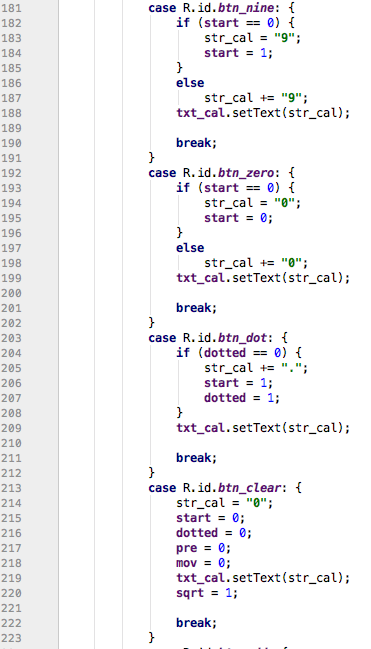 181 case R.id.btn_nine: {
182 if (start == 0) {
183 str_cal = "9";
184 start = 1;
185 }
186 else
187 str_cal += "9";
188 txt_cal.setText(str_cal);
189
190 break;
191 }
192 case R.id.btn_zero: {
193 if (start == 0) {
194 str_cal = "0";
195 start = 0;
196 }
197 else
198 str_cal += "0";
199 txt_cal.setText(str_cal);
200
201 break;
202 }
203 case R.id.btn_dot: {
204 if (dotted == 0) {
205 str_cal += ".";
206 start = 1;
207 dotted = 1;
208 }
209 txt_cal.setText(str_cal);
210
211 break;
212 }
213 case R.id.btn_clear: {
214 str_cal = "0";
215 start = 0;
216 dotted = 0;
217 pre = 0;
218 mov = 0;
219 txt_cal.setText(str_cal);
220 sqrt = 1;
221
222 break;
223 }